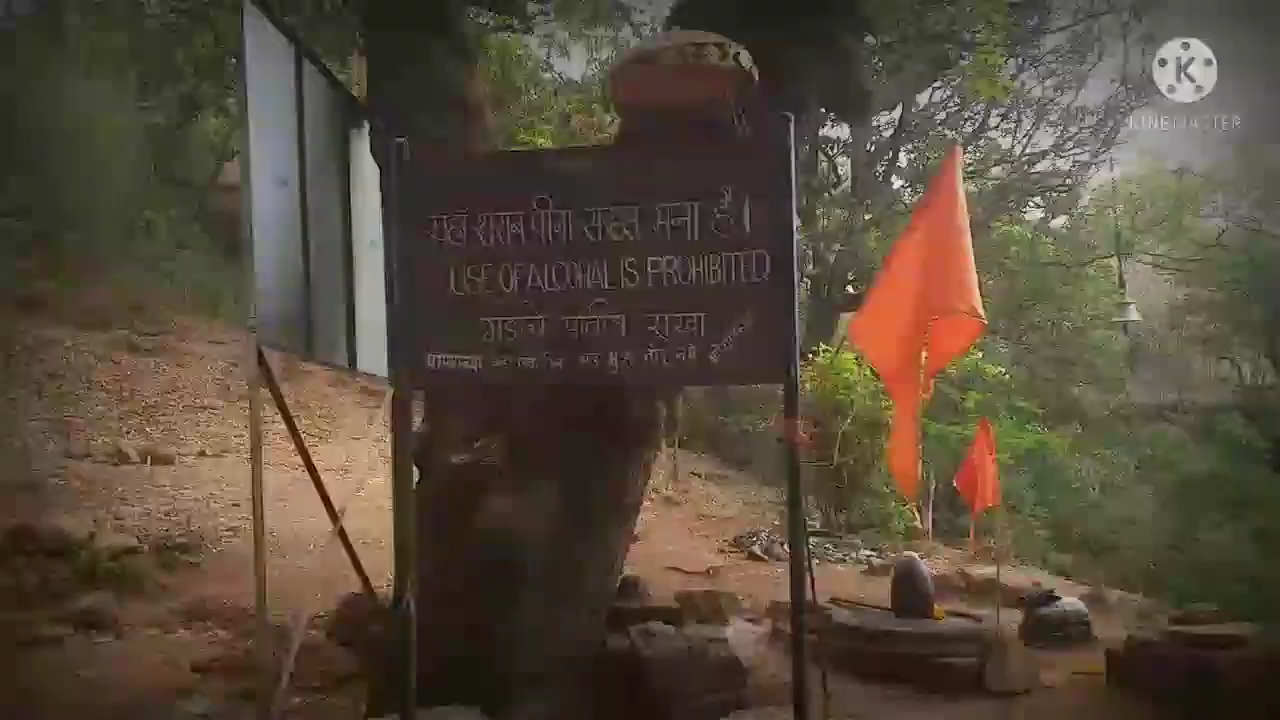 यहाँ शराब पीना सख्त मना है।
USE OF ALCOHAL IS PROHIBITED
गडाचे पावित्र राखा
KINEMASTER